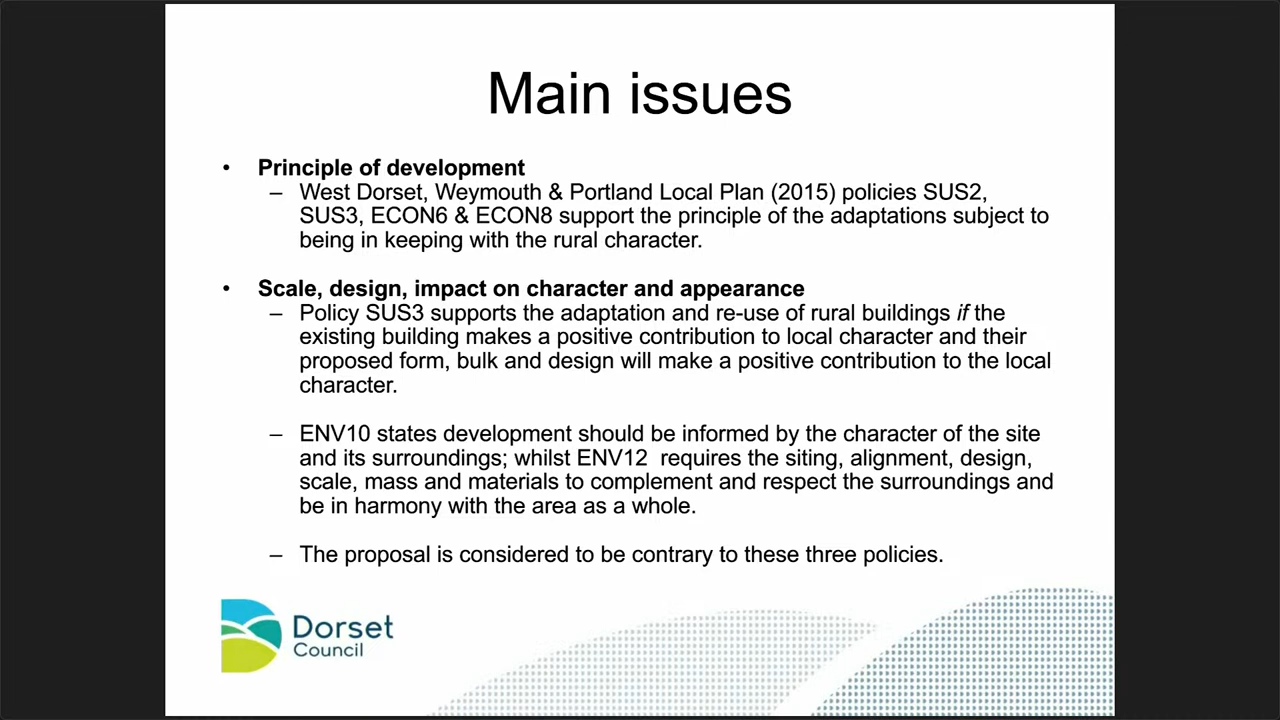 Main issues
• Principle of development
– West Dorset, Weymouth & Portland Local Plan (2015) policies SUS2,
SUS3, ECON6 & ECON8 support the principle of the adaptations subject to
being in keeping with the rural character.
• Scale, design, impact on character and appearance
– Policy SUS3 supports the adaptation and re-use of rural buildings if the
existing building makes a positive contribution to local character and their
proposed form, bulk and design will make a positive contribution to the local
character.
– ENV10 states development should be informed by the character of the site
and its surroundings; whilst ENV12  requires the siting, alignment, design,
scale, mass and materials to complement and respect the surroundings and
be in harmony with the area as a whole.
– The proposal is considered to be contrary to these three policies.
Dorset
Council